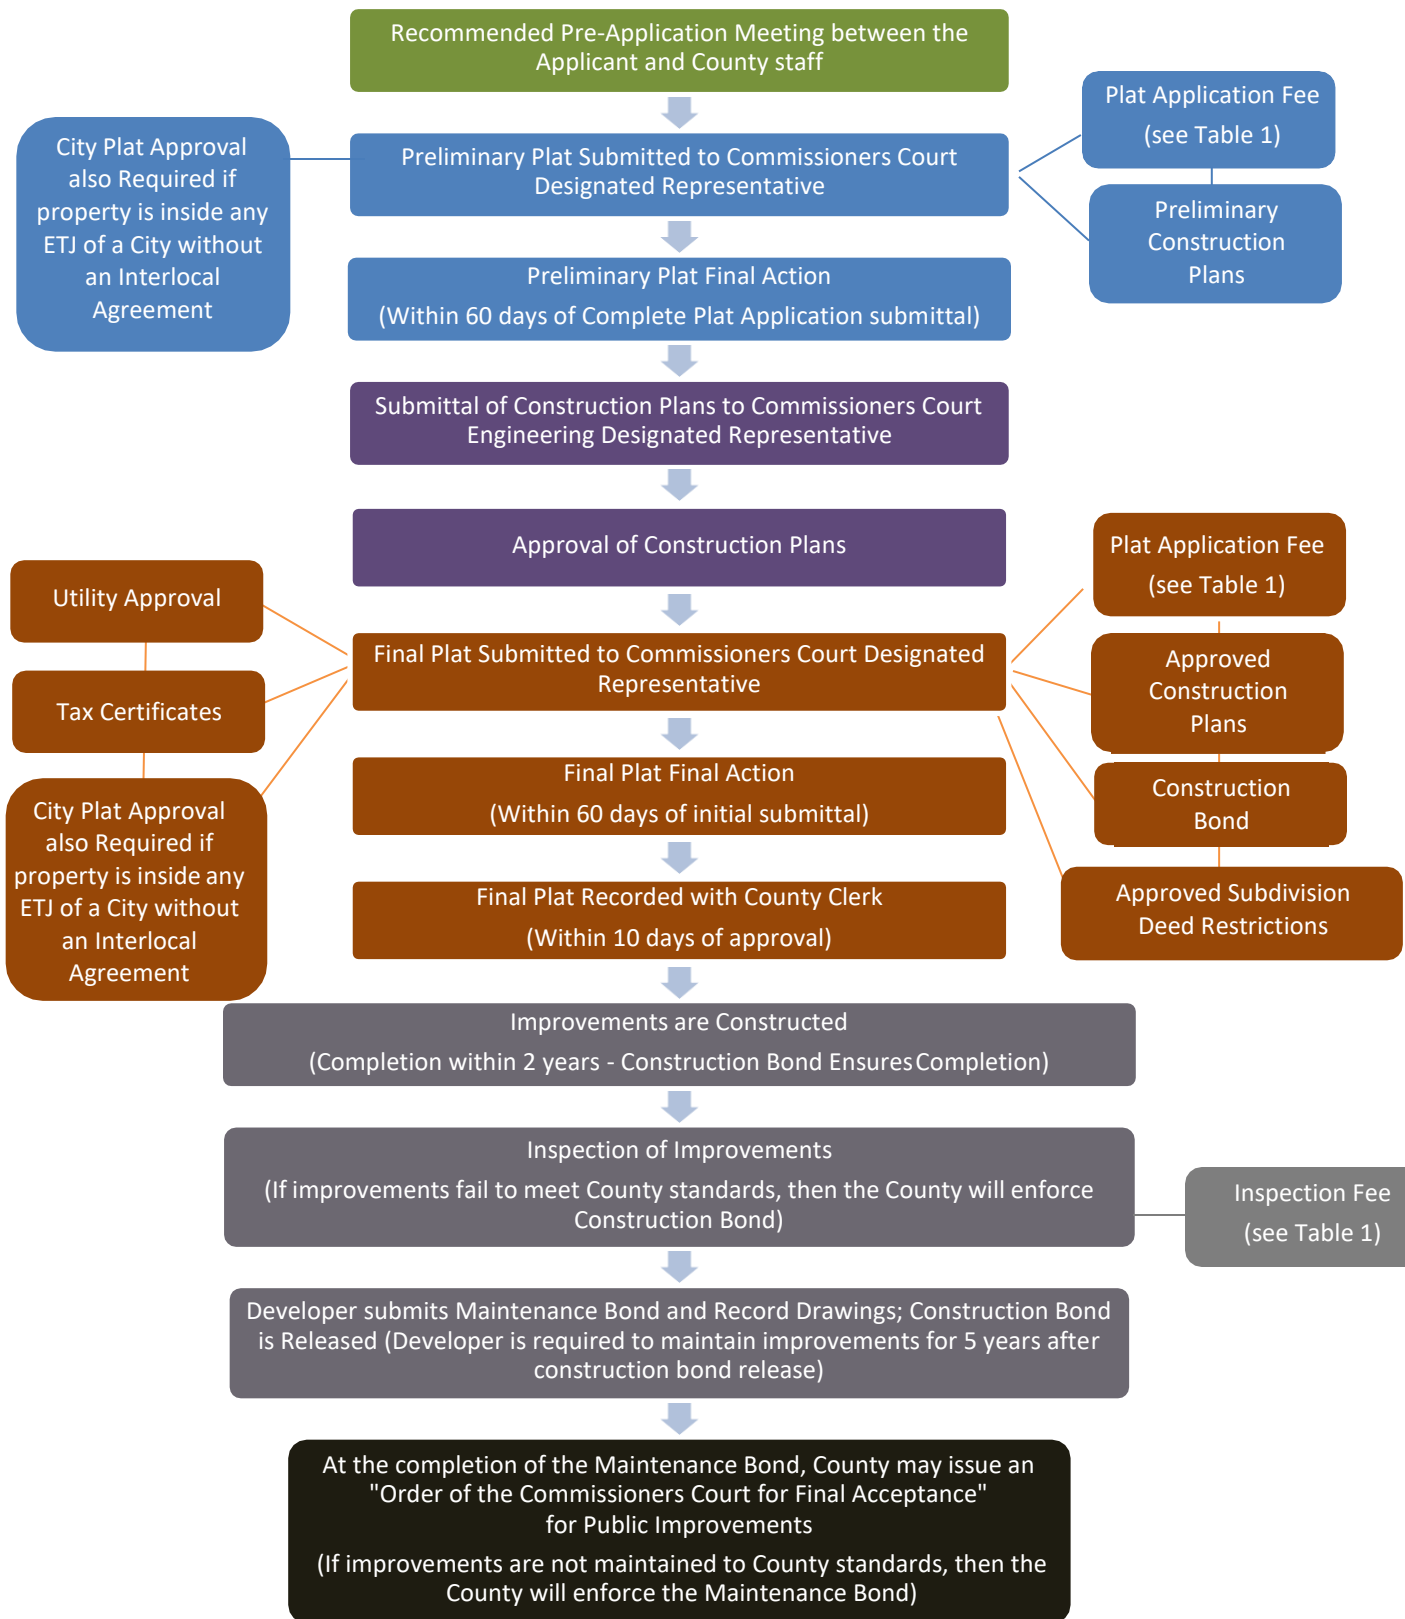 Recommended Pre-Application Meeting between the
Applicant and County staff
Plat Application Fee
(see Table 1)
City Plat Approval
also Required if
property is inside any
ETJ of a City without
an Interlocal
Agreement
Preliminary Plat Submitted to Commissioners Court
Designated Representative
Preliminary
Construction
Plans
Preliminary Plat Final Action
(Within 60 days of Complete Plat Application submittal)
Submittal of Construction Plans to Commissioners Court
Engineering Designated Representative
Approval of Construction Plans
Plat Application Fee
(see Table 1)
Utility Approval
Final Plat Submitted to Commissioners Court Designated
Representative
Approved
Construction
Plans
Tax Certificates
Final Plat Final Action
(Within 60 days of initial submittal)
Construction
Bond
City Plat Approval
also Required if
property is inside any
ETJ of a City without
an Interlocal
Agreement
Final Plat Recorded with County Clerk
(Within 10 days of approval)
Approved Subdivision
Deed Restrictions
Improvements are Constructed
(Completion within 2 years - Construction Bond Ensures Completion)
Inspection of Improvements
(If improvements fail to meet County standards, then the County will enforce
Construction Bond)
Inspection Fee
(see Table 1)
Developer submits Maintenance Bond and Record Drawings; Construction Bond
is Released (Developer is required to maintain improvements for 5 years after
construction bond release)
At the completion of the Maintenance Bond, County may issue an
"Order of the Commissioners Court for Final Acceptance"
for Public Improvements
(If improvements are not maintained to County standards, then the
County will enforce the Maintenance Bond)